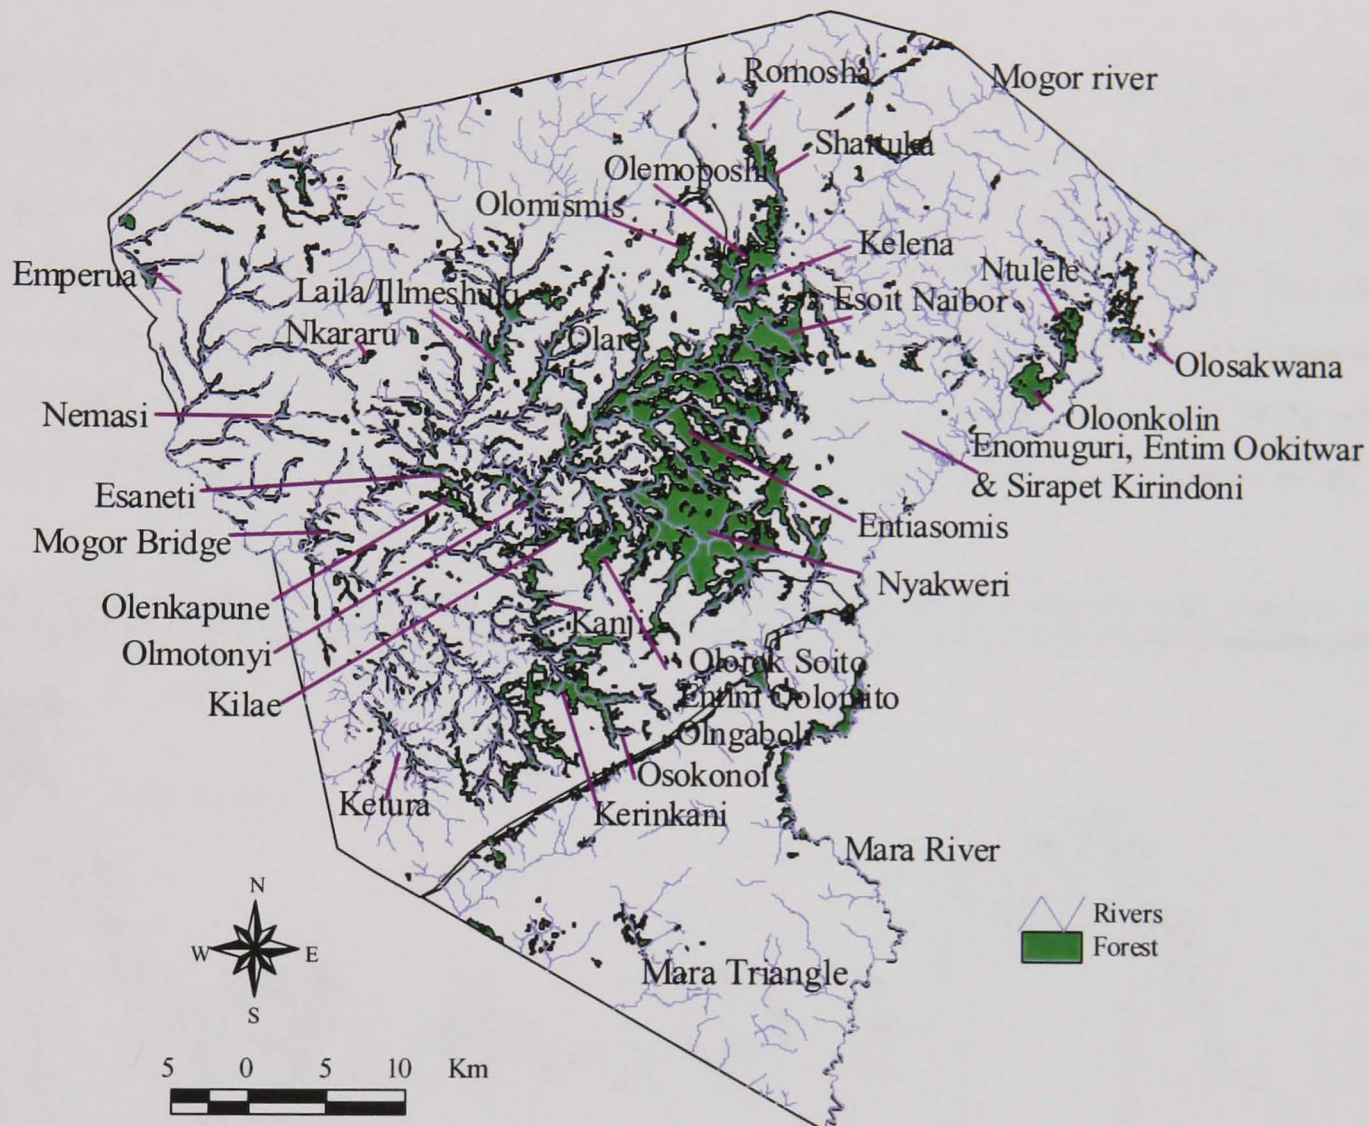 Romosha
Mogor river
Shartuka
Olemoposhi
Olomismis
Kelena
Emperua
Ntulele
Laila/Illmeshuki
Esoit Naibor
Nkararu
Olare
Olosakwana
Nemasi
Oloonkolin
Enomuguri, Entim Ookitwar
& Sirapet Kirindoni
Esaneti
Entiasomis
Mogor Bridge
Nyakweri
Olenkapune
Kanji
Olmotonyi
Olorok Soito
Kilae
Entim Oolomito
Olngaboli
Osokonoi
Ketura
Kerinkani
Mara River
N
W E
S
Rivers
Forest
Mara Triangle
5 0 5 10 Km